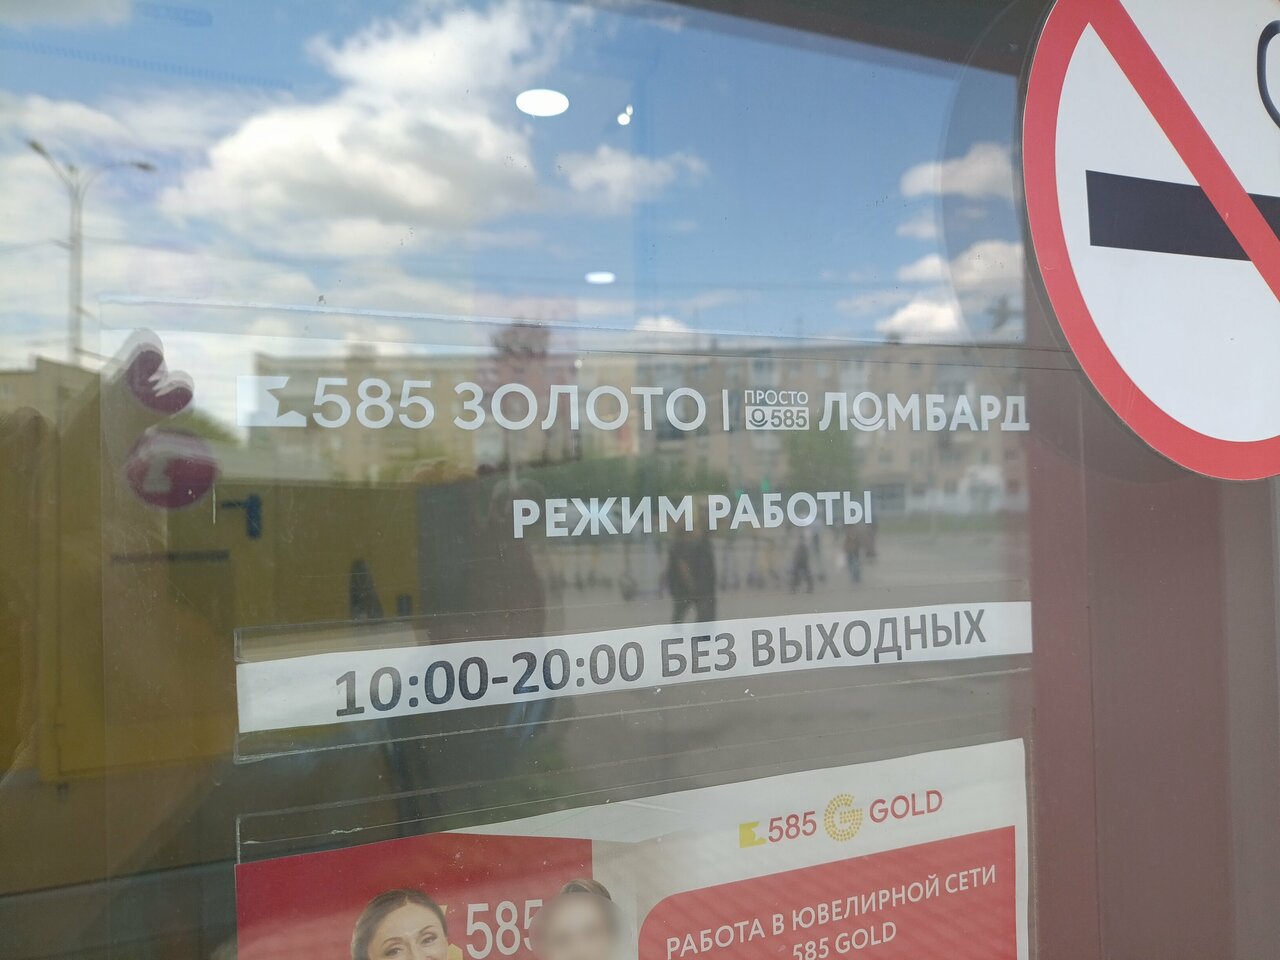 585 ЗОЛОТО | ПРОСТО 585 ЛОМБАРД
РЕЖИМ РАБОТЫ
10:00-20:00 БЕЗ ВЫХОДНЫХ
585 GOLD
585
РАБОТА В ЮВЕЛИРНОЙ СЕТИ
585 GOLD